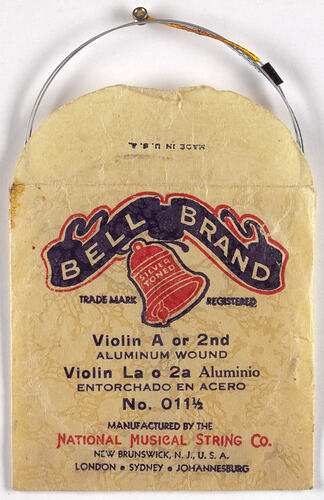 MADE IN U.S.A.
BELL BRAND
SILVER
TONED
TRADE MARK REGISTERED
Violin A or 2nd
ALUMINUM WOUND
Violin La o 2a Aluminio
ENTORCHADO EN ACERO
No. 011½
MANUFACTURED BY THE
NATIONAL MUSICAL STRING CO.
NEW BRUNSWICK, N. J., U. S. A.
LONDON • SYDNEY • JOHANNESBURG